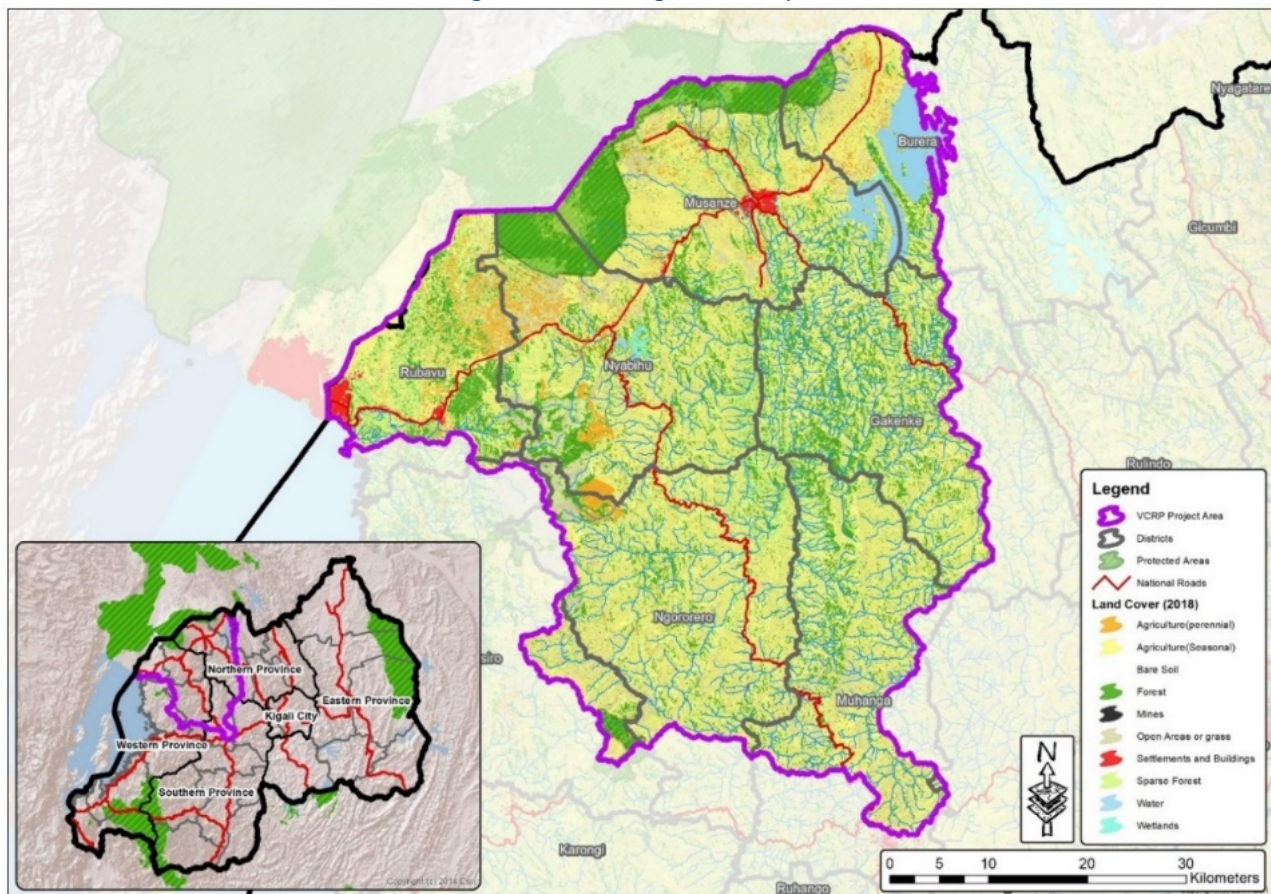 Nyagatare
Burera
Musanze
Gicumbi
Nyabihu
Rubavu
Gakenke
Rulindo
Ngororero
Muhanga
Karongi
Ruhango
Legend
VCRP Project Area
Districts
Protected Areas
National Roads
Land Cover (2018)
Agriculture(perennial)
Agriculture(Seasonal)
Bare Soil
Forest
Mines
Open Areas or grass
Settlements and Buildings
Sparse Forest
Water
Wetlands
N
0 5 10 20 30
Kilometers
Northern Province
Eastern Province
Kigali City
Western Province
Southern Province